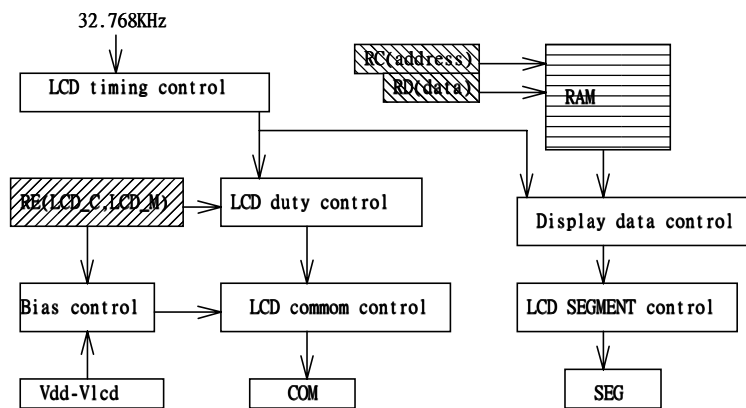 32.768KHz
LCD timing control
RC(address)
RD(data)
RAM
RE(LCD_C,LCD_M)
LCD duty control
Display data control
Bias control
LCD commom control
LCD SEGMENT control
Vdd-Vlcd
COM
SEG